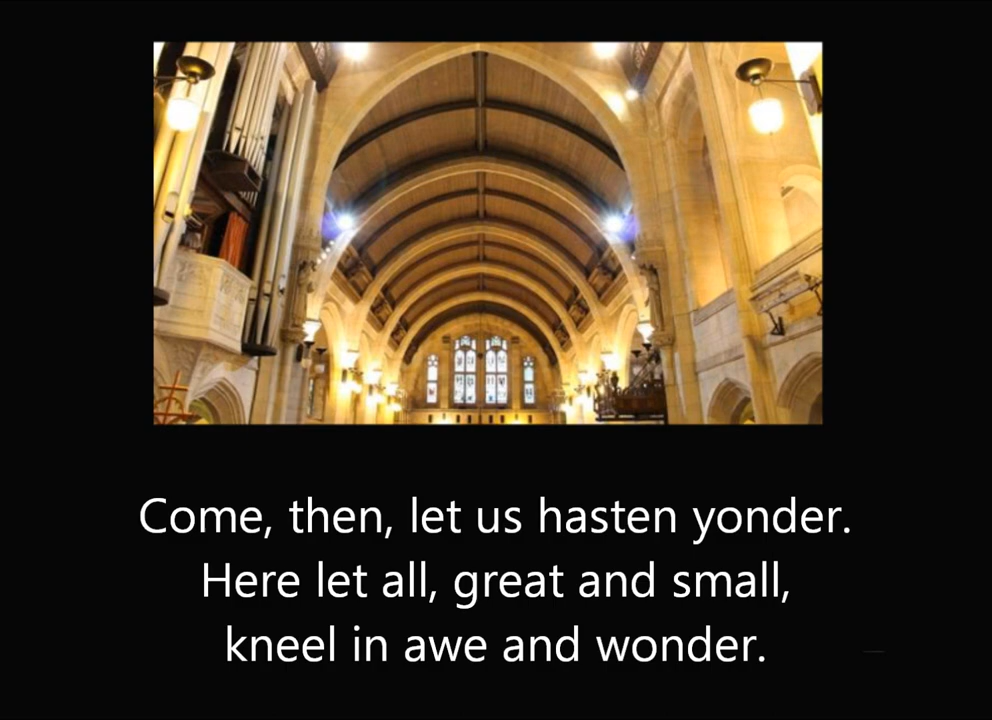 Come, then, let us hasten yonder.
Here let all, great and small,
kneel in awe and wonder.